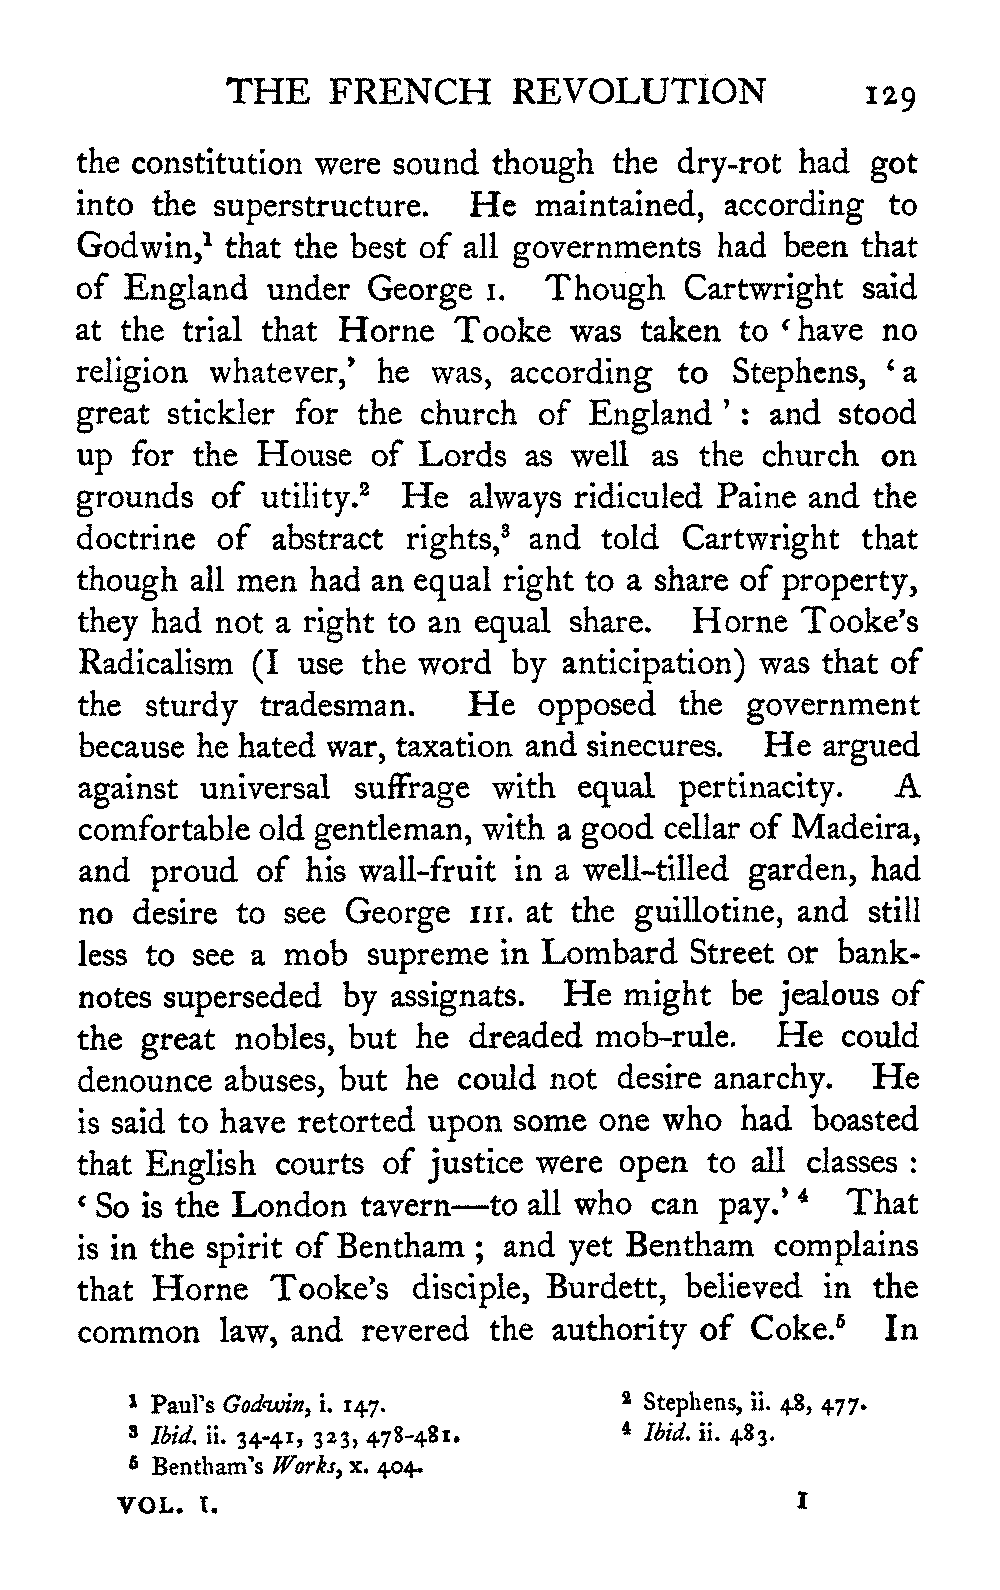 THE FRENCH REVOLUTION 129
the constitution were sound though the dry-rot had got
into the superstructure. He maintained, according to
Godwin,¹ that the best of all governments had been that
of England under George I. Though Cartwright said
at the trial that Horne Tooke was taken to ‘have no
religion whatever,’ he was, according to Stephens, ‘a
great stickler for the church of England’: and stood
up for the House of Lords as well as the church on
grounds of utility.² He always ridiculed Paine and the
doctrine of abstract rights,³ and told Cartwright that
though all men had an equal right to a share of property,
they had not a right to an equal share. Horne Tooke’s
Radicalism (I use the word by anticipation) was that of
the sturdy tradesman. He opposed the government
because he hated war, taxation and sinecures. He argued
against universal suffrage with equal pertinacity. A
comfortable old gentleman, with a good cellar of Madeira,
and proud of his wall-fruit in a well-tilled garden, had
no desire to see George III. at the guillotine, and still
less to see a mob supreme in Lombard Street or bank-
notes superseded by assignats. He might be jealous of
the great nobles, but he dreaded mob-rule. He could
denounce abuses, but he could not desire anarchy. He
is said to have retorted upon some one who had boasted
that English courts of justice were open to all classes:
‘So is the London tavern—to all who can pay.’⁴ That
is in the spirit of Bentham; and yet Bentham complains
that Horne Tooke’s disciple, Burdett, believed in the
common law, and revered the authority of Coke.⁵ In
¹ Paul’s Godwin, i. 147. ² Stephens, ii. 48, 477.
³ Ibid. ii. 34-41, 323, 478-481. ⁴ Ibid. ii. 483.
⁵ Bentham’s Works, x. 404.
VOL. I. I